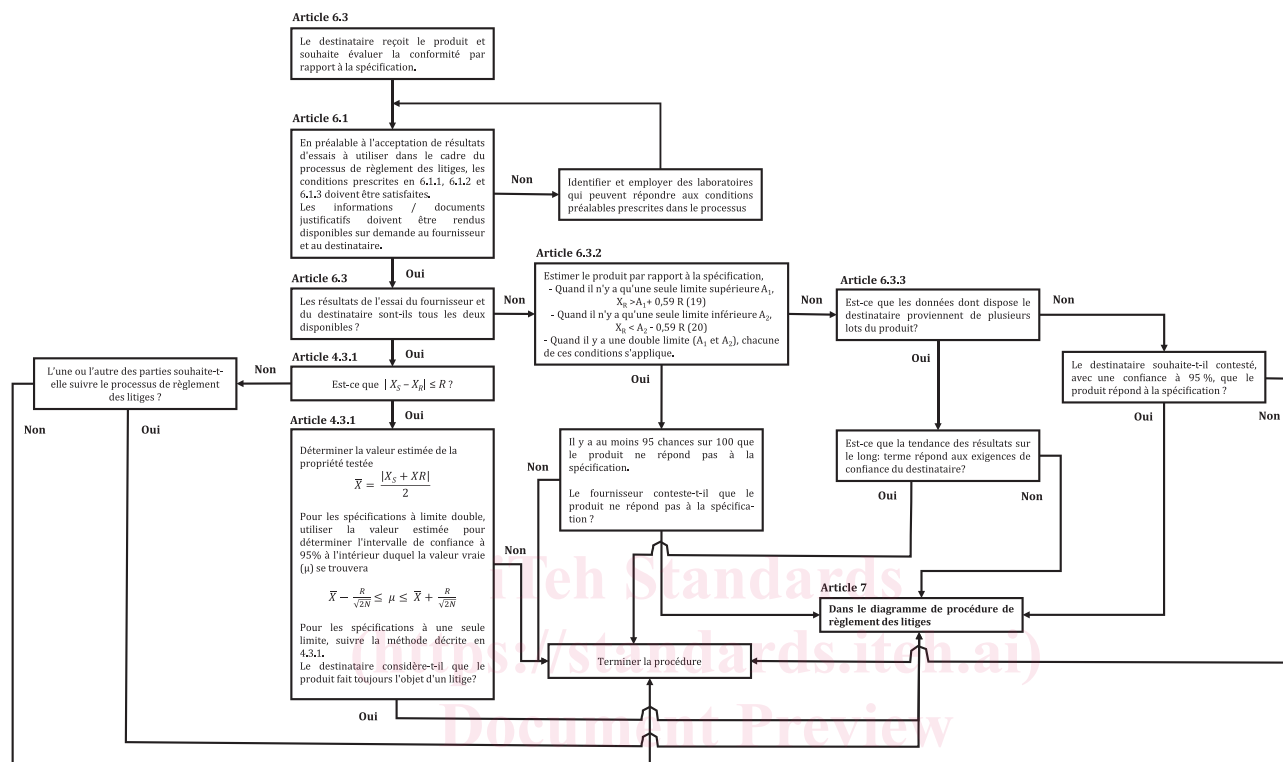 Article 6.3
Le destinataire reçoit le produit et
souhaite évaluer la conformité par
rapport à la spécification.
Article 6.1
En préalable à l'acceptation de résultats
d'essais à utiliser dans le cadre du
processus de règlement des litiges, les
conditions prescrites en 6.1.1, 6.1.2 et
6.1.3 doivent être satisfaites.
Les informations / documents
justificatifs doivent être rendus
disponibles sur demande au fournisseur
et au destinataire.
Non
Identifier et employer des laboratoires
qui peuvent répondre aux conditions
préalables prescrites dans le processus
Oui
Article 6.3
Les résultats de l'essai du fournisseur et
du destinataire sont-ils tous les deux
disponibles ?
Non
Article 6.3.2
Estimer le produit par rapport à la spécification,
- Quand il n'y a qu'une seule limite supérieure A₁,
X_R >A₁+ 0,59 R (19)
- Quand il n'y a qu'une seule limite inférieure A₂,
X_R < A₂ - 0,59 R (20)
- Quand il y a une double limite (A₁ et A₂), chacune
de ces conditions s'applique.
Non
Article 6.3.3
Est-ce que les données dont dispose le
destinataire proviennent de plusieurs
lots du produit?
Non
Oui
Oui
Oui
Article 4.3.1
Est-ce que | X_S – X_R| ≤ R ?
Non
L'une ou l'autre des parties souhaite-t-
elle suivre le processus de règlement
des litiges ?
Non
Oui
Le destinataire souhaite-t-il contesté,
avec une confiance à 95 %, que le
produit répond à la spécification ?
Oui
Non
Oui
Article 4.3.1
Déterminer la valeur estimée de la
propriété testée
X̅ = |X_S + XR| / 2
Pour les spécifications à limite double,
utiliser la valeur estimée pour
déterminer l'intervalle de confiance à
95% à l'intérieur duquel la valeur vraie
(μ) se trouvera
X̅ − R/√2N ≤ μ ≤ X̅ + R/√2N
Pour les spécifications à une seule
limite, suivre la méthode décrite en
4.3.1.
Le destinataire considère-t-il que le
produit fait toujours l'objet d'un litige?
Non
Oui
Il y a au moins 95 chances sur 100 que
le produit ne répond pas à la
spécification.
Le fournisseur conteste-t-il que le
produit ne répond pas à la spécifica-
tion ?
Non
Oui
Est-ce que la tendance des résultats sur
le long: terme répond aux exigences de
confiance du destinataire?
Oui
Non
Article 7
Dans le diagramme de procédure de
règlement des litiges
Terminer la procédure
iTeh Standards
(https://standards.iteh.ai)
Document Preview